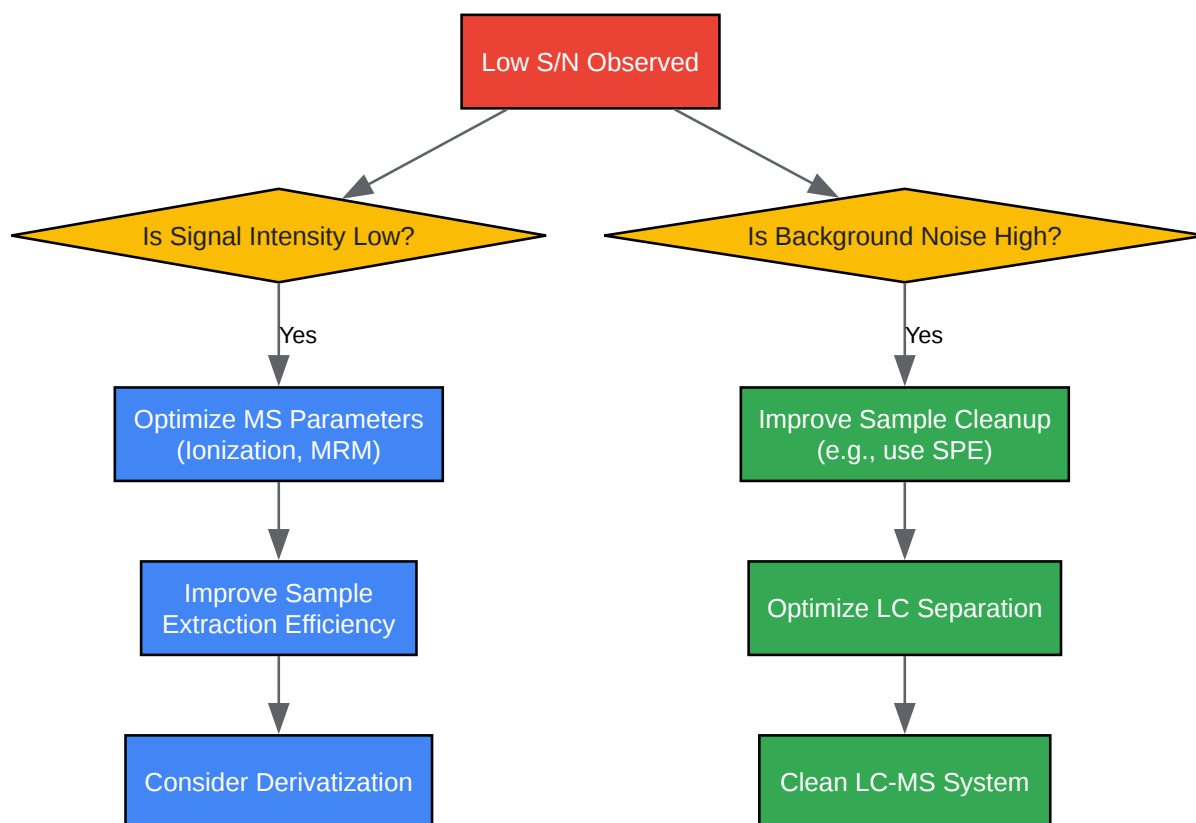 Low S/N Observed
Is Signal Intensity Low?
Is Background Noise High?
Yes
Yes
Optimize MS Parameters
(Ionization, MRM)
Improve Sample Cleanup
(e.g., use SPE)
Improve Sample
Extraction Efficiency
Optimize LC Separation
Consider Derivatization
Clean LC-MS System